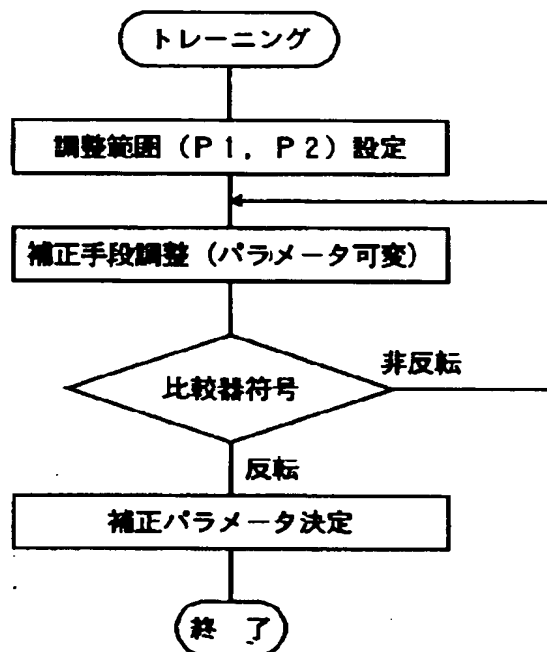 トレーニング
調整範囲(P1, P2)設定
補正手段調整(パラメータ可変)
比較器符号
非反転
反転
補正パラメータ決定
終 了